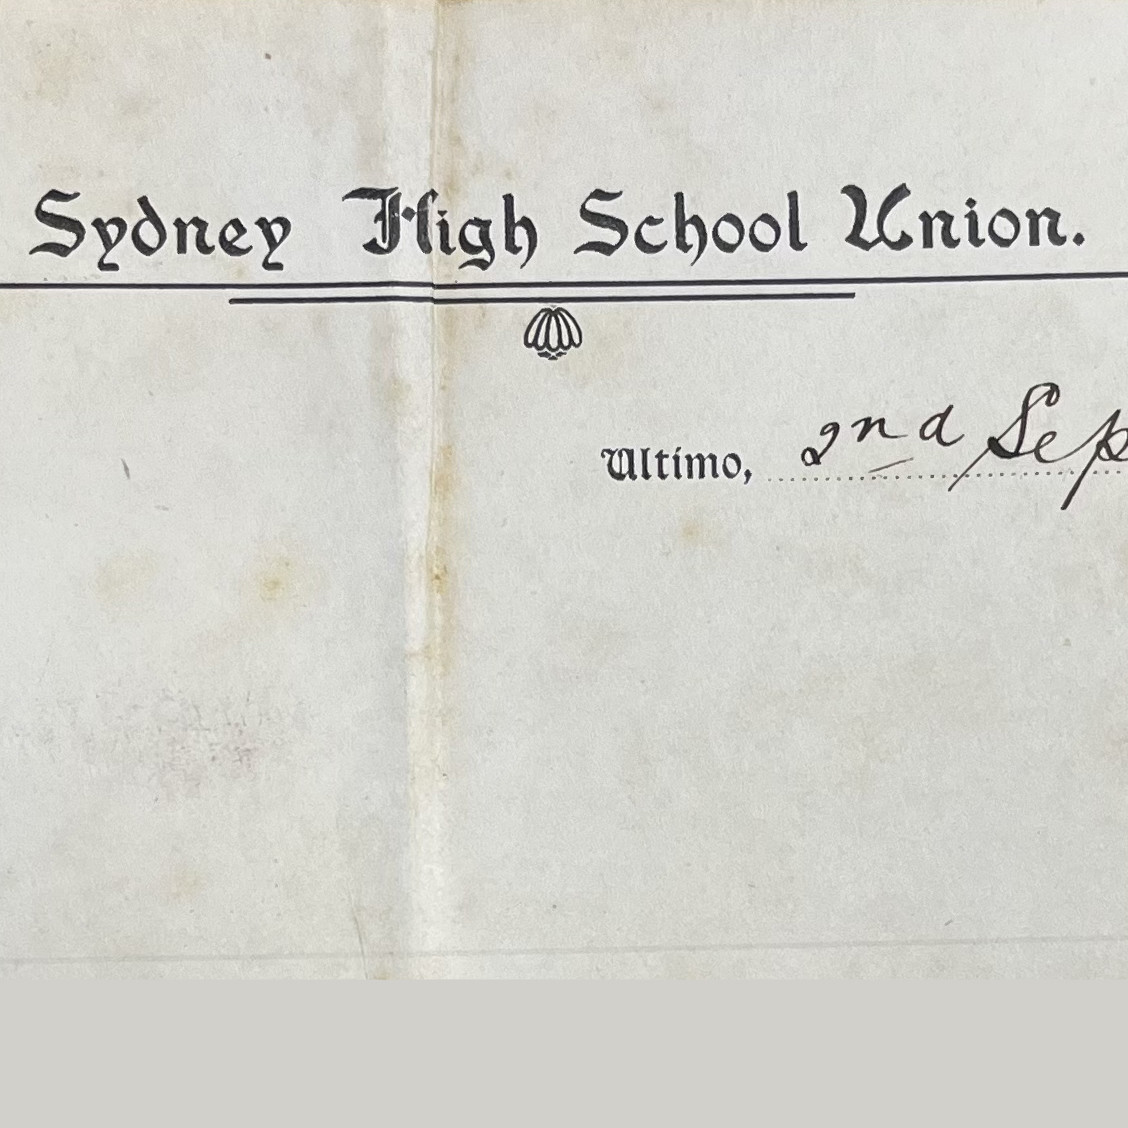 Sydney High School Union.
Ultimo, 2nd Sep